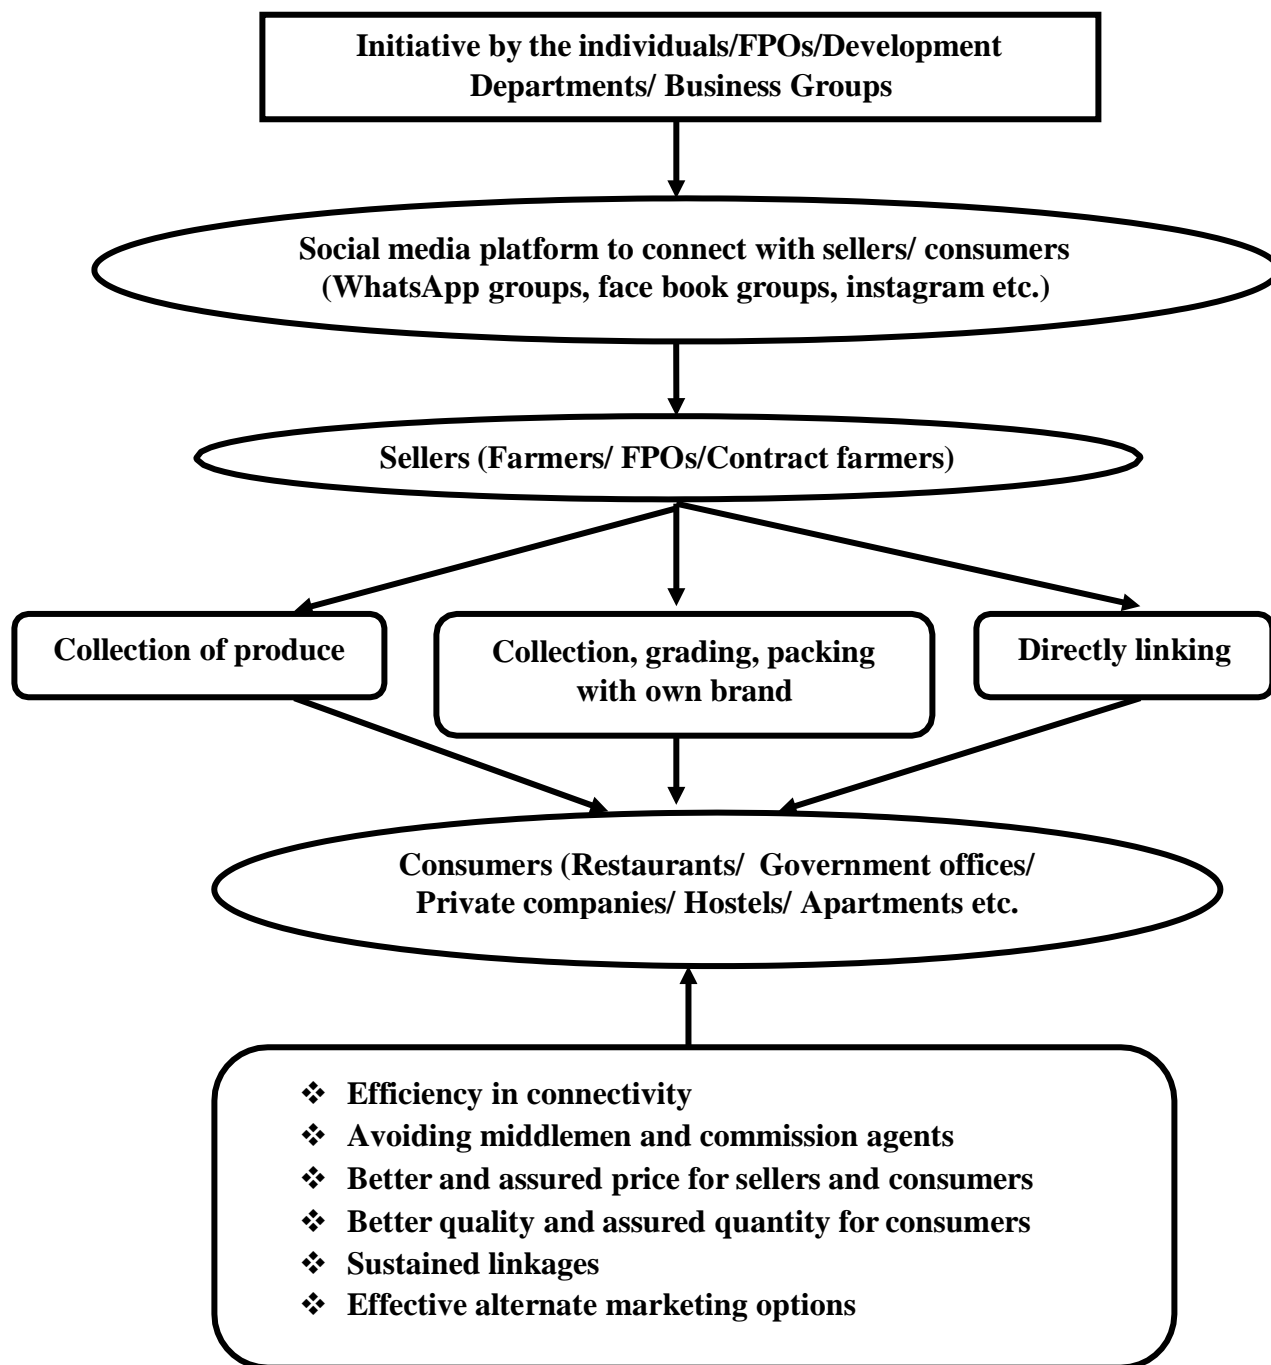 Initiative by the individuals/FPOs/Development
Departments/ Business Groups
Social media platform to connect with sellers/ consumers
(WhatsApp groups, face book groups, instagram etc.)
Sellers (Farmers/ FPOs/Contract farmers)
Collection of produce
Collection, grading, packing
with own brand
Directly linking
Consumers (Restaurants/  Government offices/
Private companies/ Hostels/ Apartments etc.
❖ Efficiency in connectivity
❖ Avoiding middlemen and commission agents
❖ Better and assured price for sellers and consumers
❖ Better quality and assured quantity for consumers
❖ Sustained linkages
❖ Effective alternate marketing options